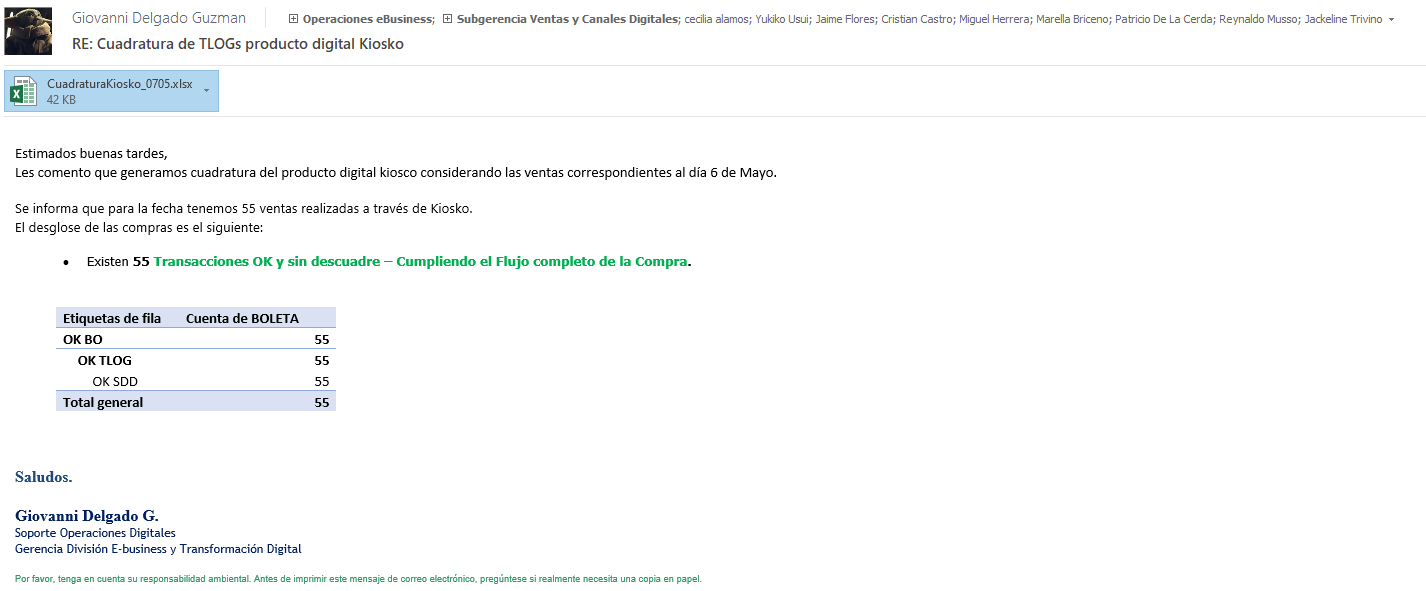 Giovanni Delgado Guzman
Operaciones eBusiness; Subgerencia Ventas y Canales Digitales; cecilia alamos; Yukiko Usui; Jaime Flores; Cristian Castro; Miguel Herrera; Marella Briceno; Patricio De La Cerda; Reynaldo Musso; Jackeline Trivino
RE: Cuadratura de TLOGs producto digital Kiosko
CuadraturaKiosko_0705.xlsx
42 KB
Estimados buenas tardes,
Les comento que generamos cuadratura del producto digital kiosco considerando las ventas correspondientes al día 6 de Mayo.
Se informa que para la fecha tenemos 55 ventas realizadas a través de Kiosko.
El desglose de las compras es el siguiente:
• Existen 55 Transacciones OK y sin descuadre – Cumpliendo el Flujo completo de la Compra.
Etiquetas de fila Cuenta de BOLETA
OK BO 55
OK TLOG 55
OK SDD 55
Total general 55
Saludos.
Giovanni Delgado G.
Soporte Operaciones Digitales
Gerencia División E-business y Transformación Digital
Por favor, tenga en cuenta su responsabilidad ambiental. Antes de imprimir este mensaje de correo electrónico, pregúntese si realmente necesita una copia en papel.